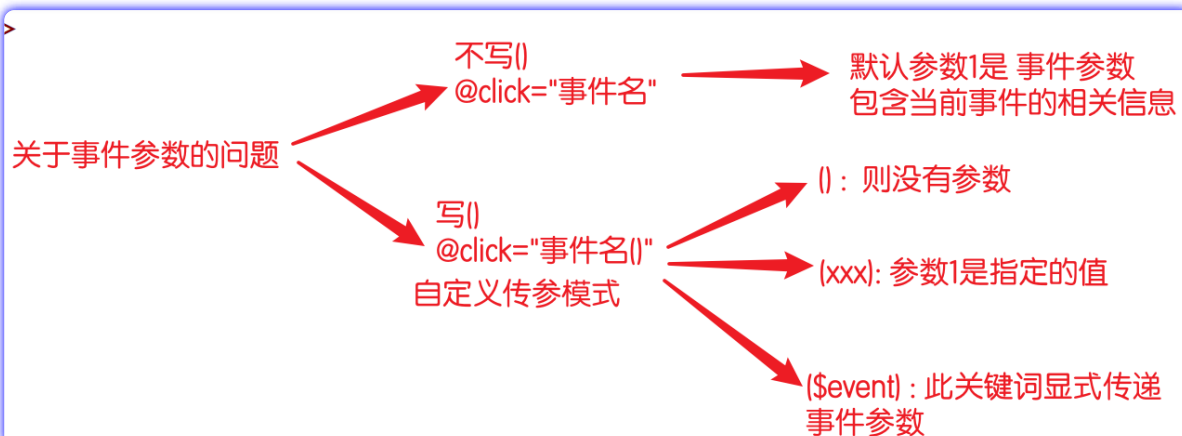 >
不写()
@click="事件名"
默认参数1是 事件参数
包含当前事件的相关信息
关于事件参数的问题
():  则没有参数
写()
@click="事件名()"
自定义传参模式
(xxx): 参数1是指定的值
($event) : 此关键词显式传递
事件参数